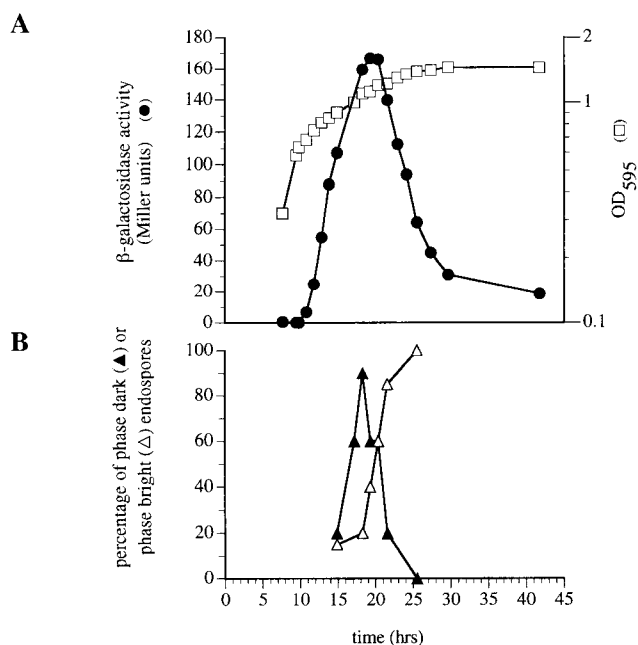 A
β-galactosidase activity (●)
(Miller units)
180
160
140
120
100
80
60
40
20
0
2
1
0.1
OD595 (□)
B
percentage of phase dark (▲) or
phase bright (△) endospores
100
80
60
40
20
0
0 5 10 15 20 25 30 35 40 45
time (hrs)